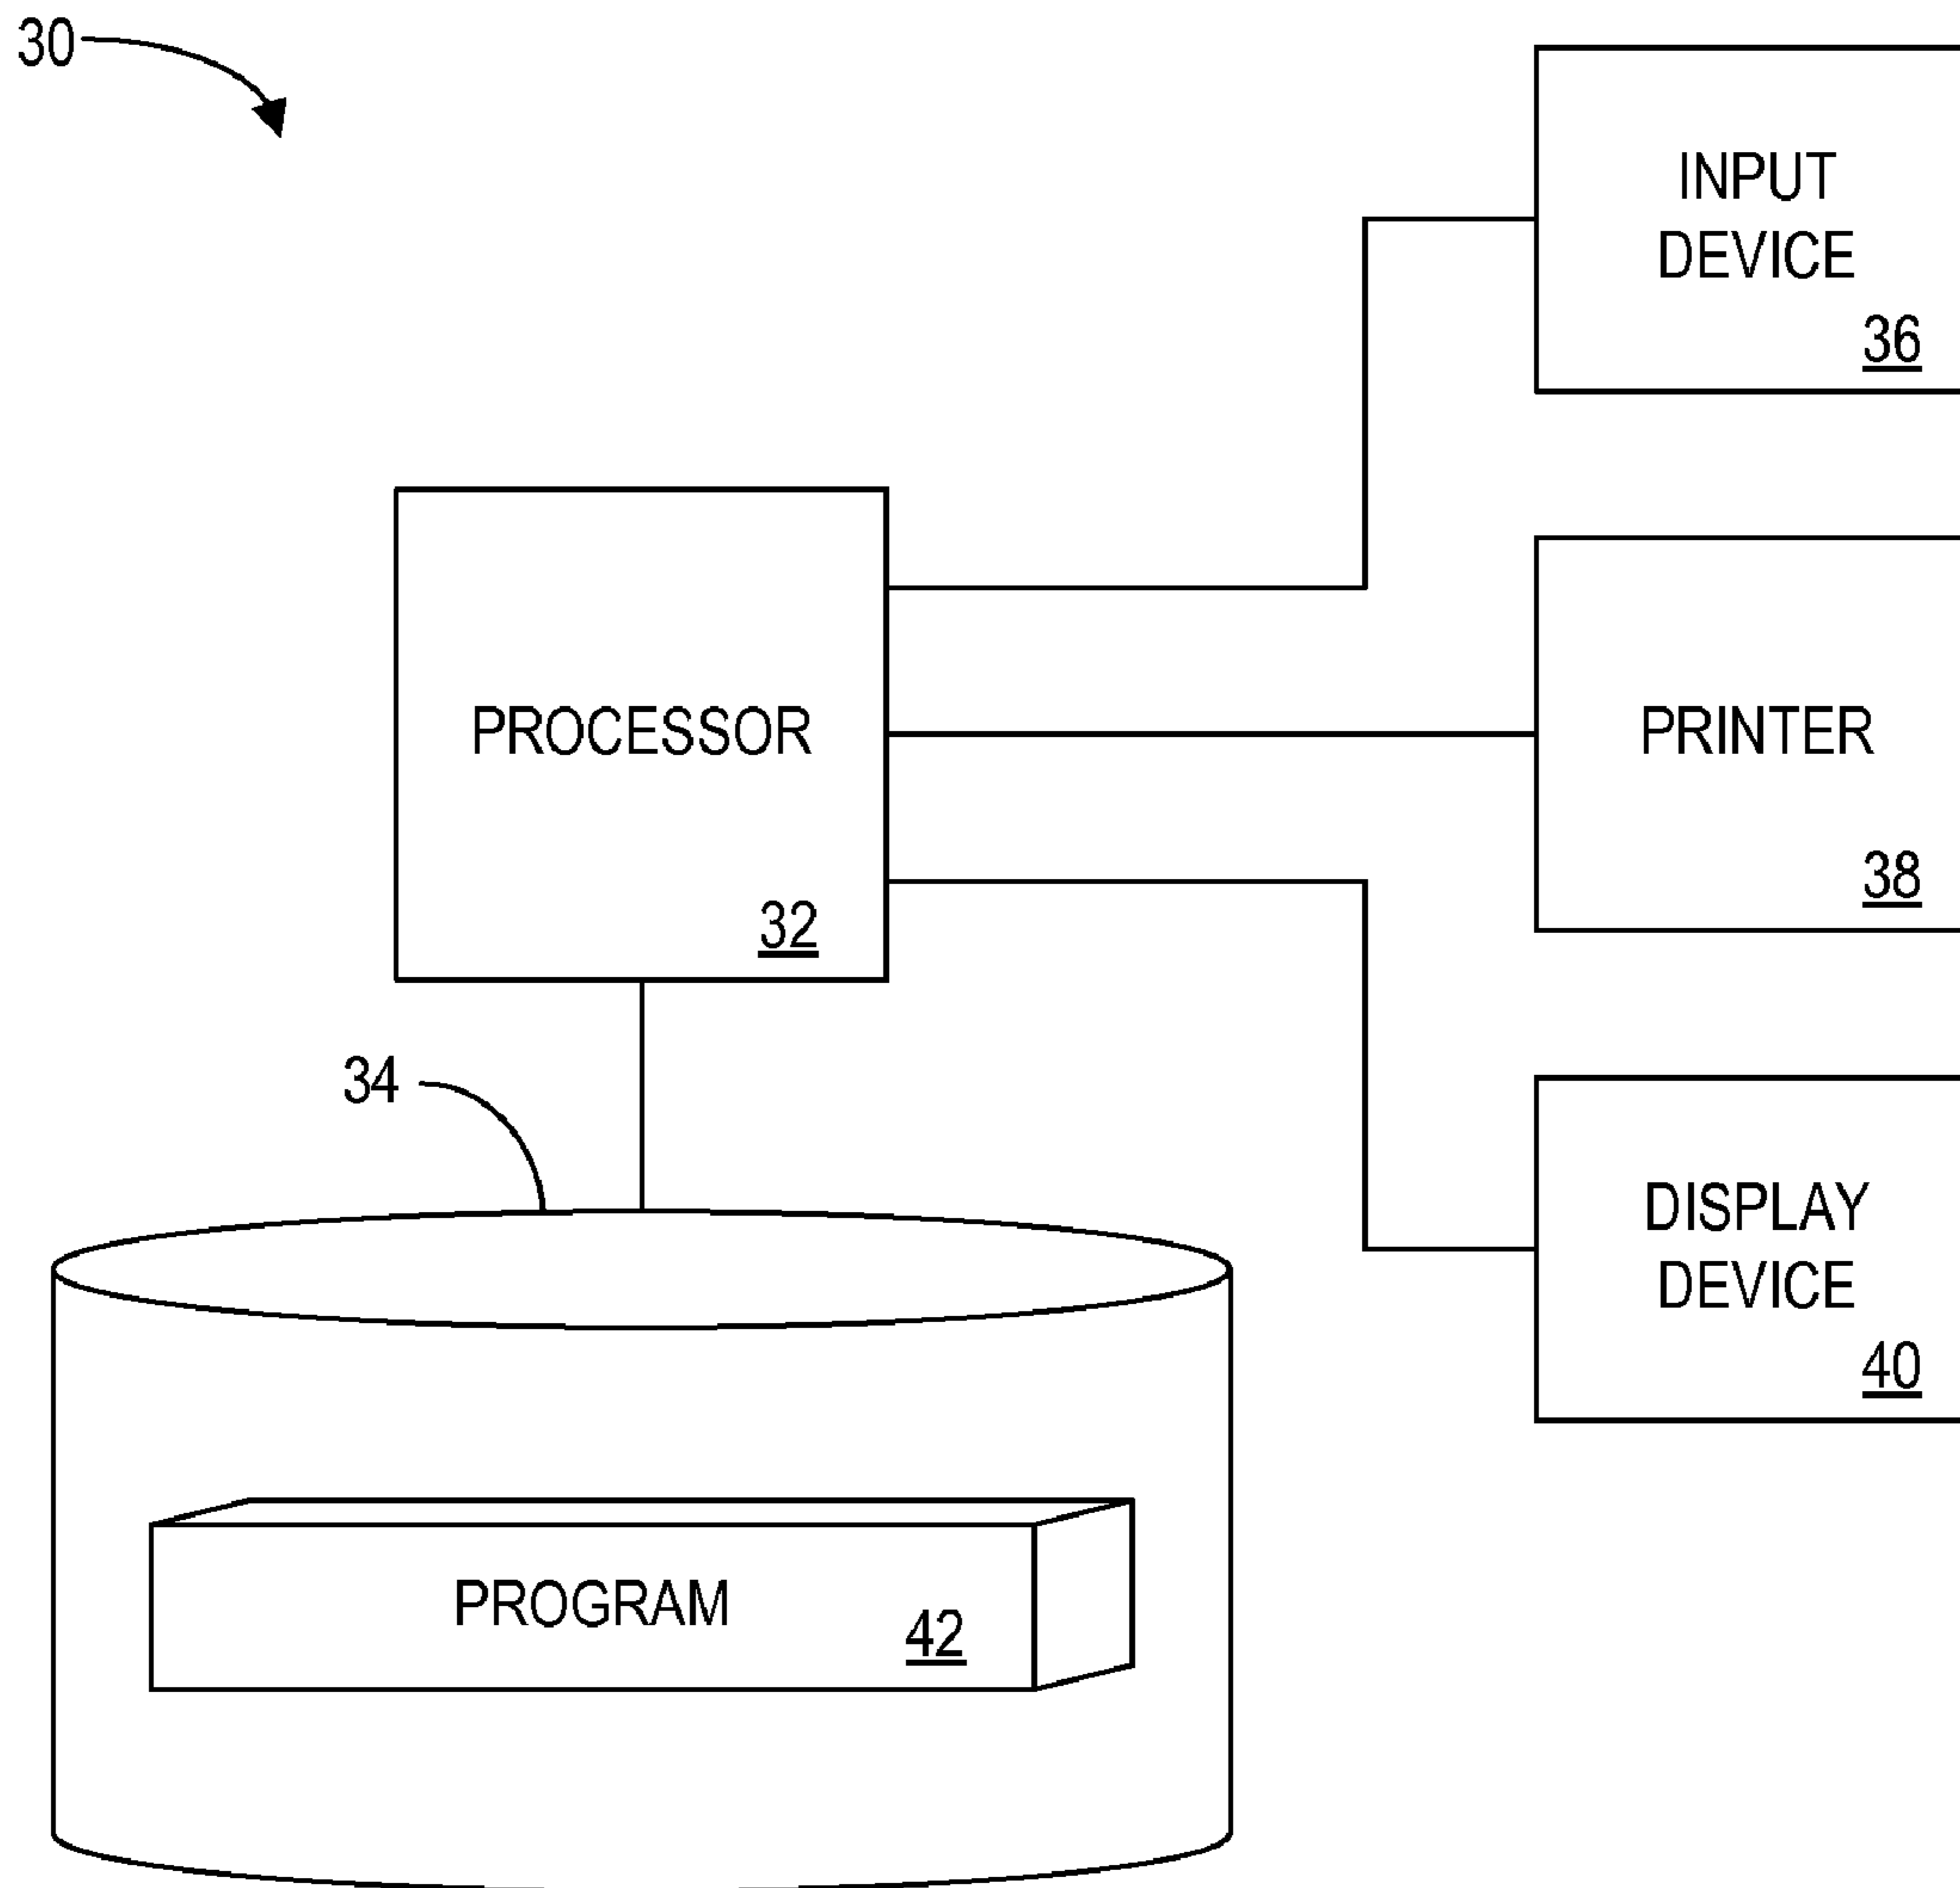 30
INPUT
DEVICE
36
PROCESSOR
32
PRINTER
38
34
DISPLAY
DEVICE
40
PROGRAM
42